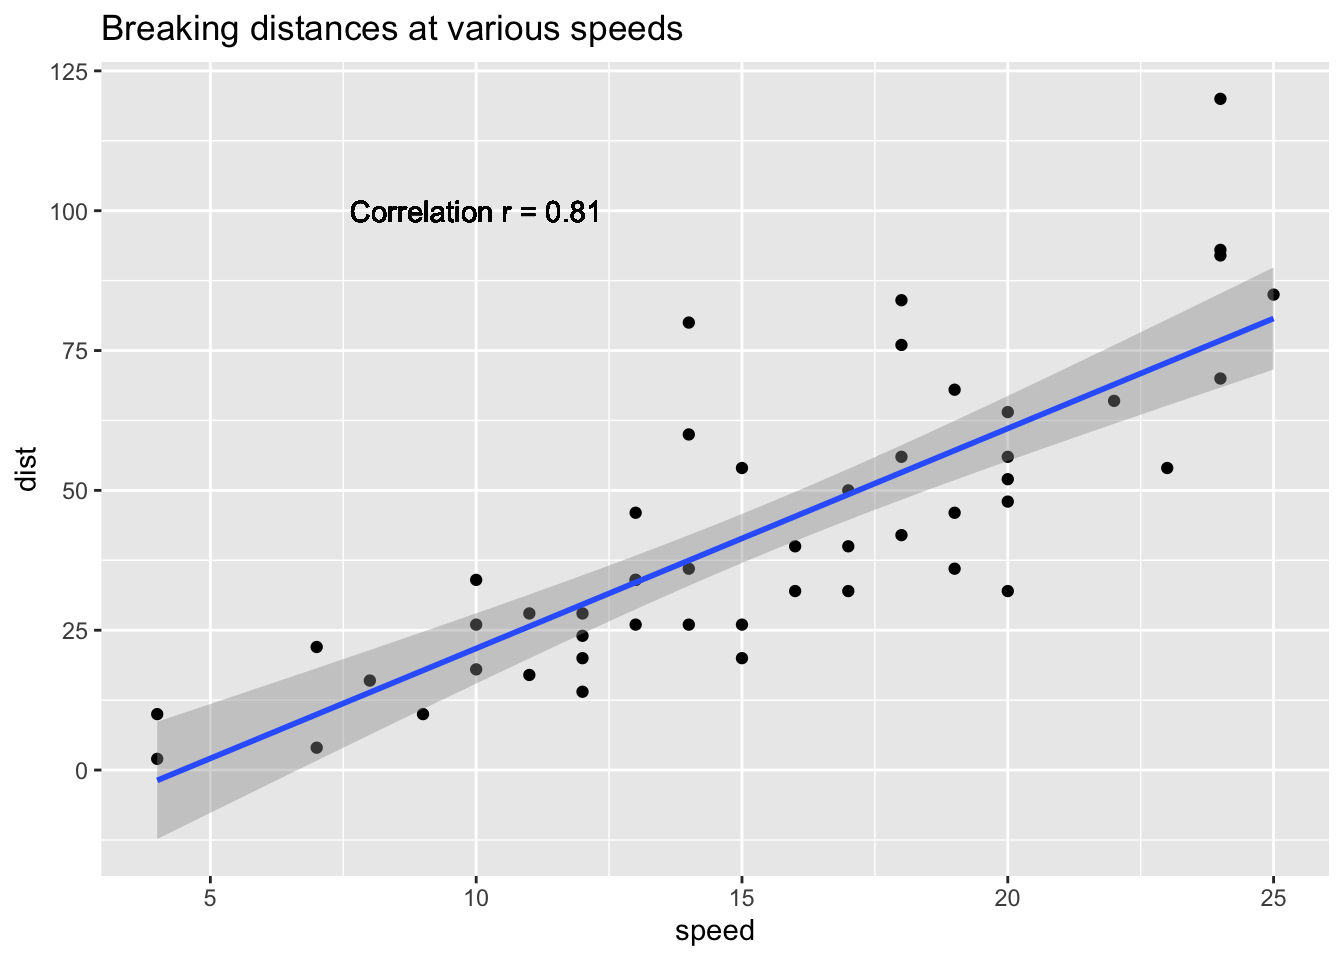 Breaking distances at various speeds
125
100
75
50
25
0
dist
Correlation r = 0.81
5 10 15 20 25
speed